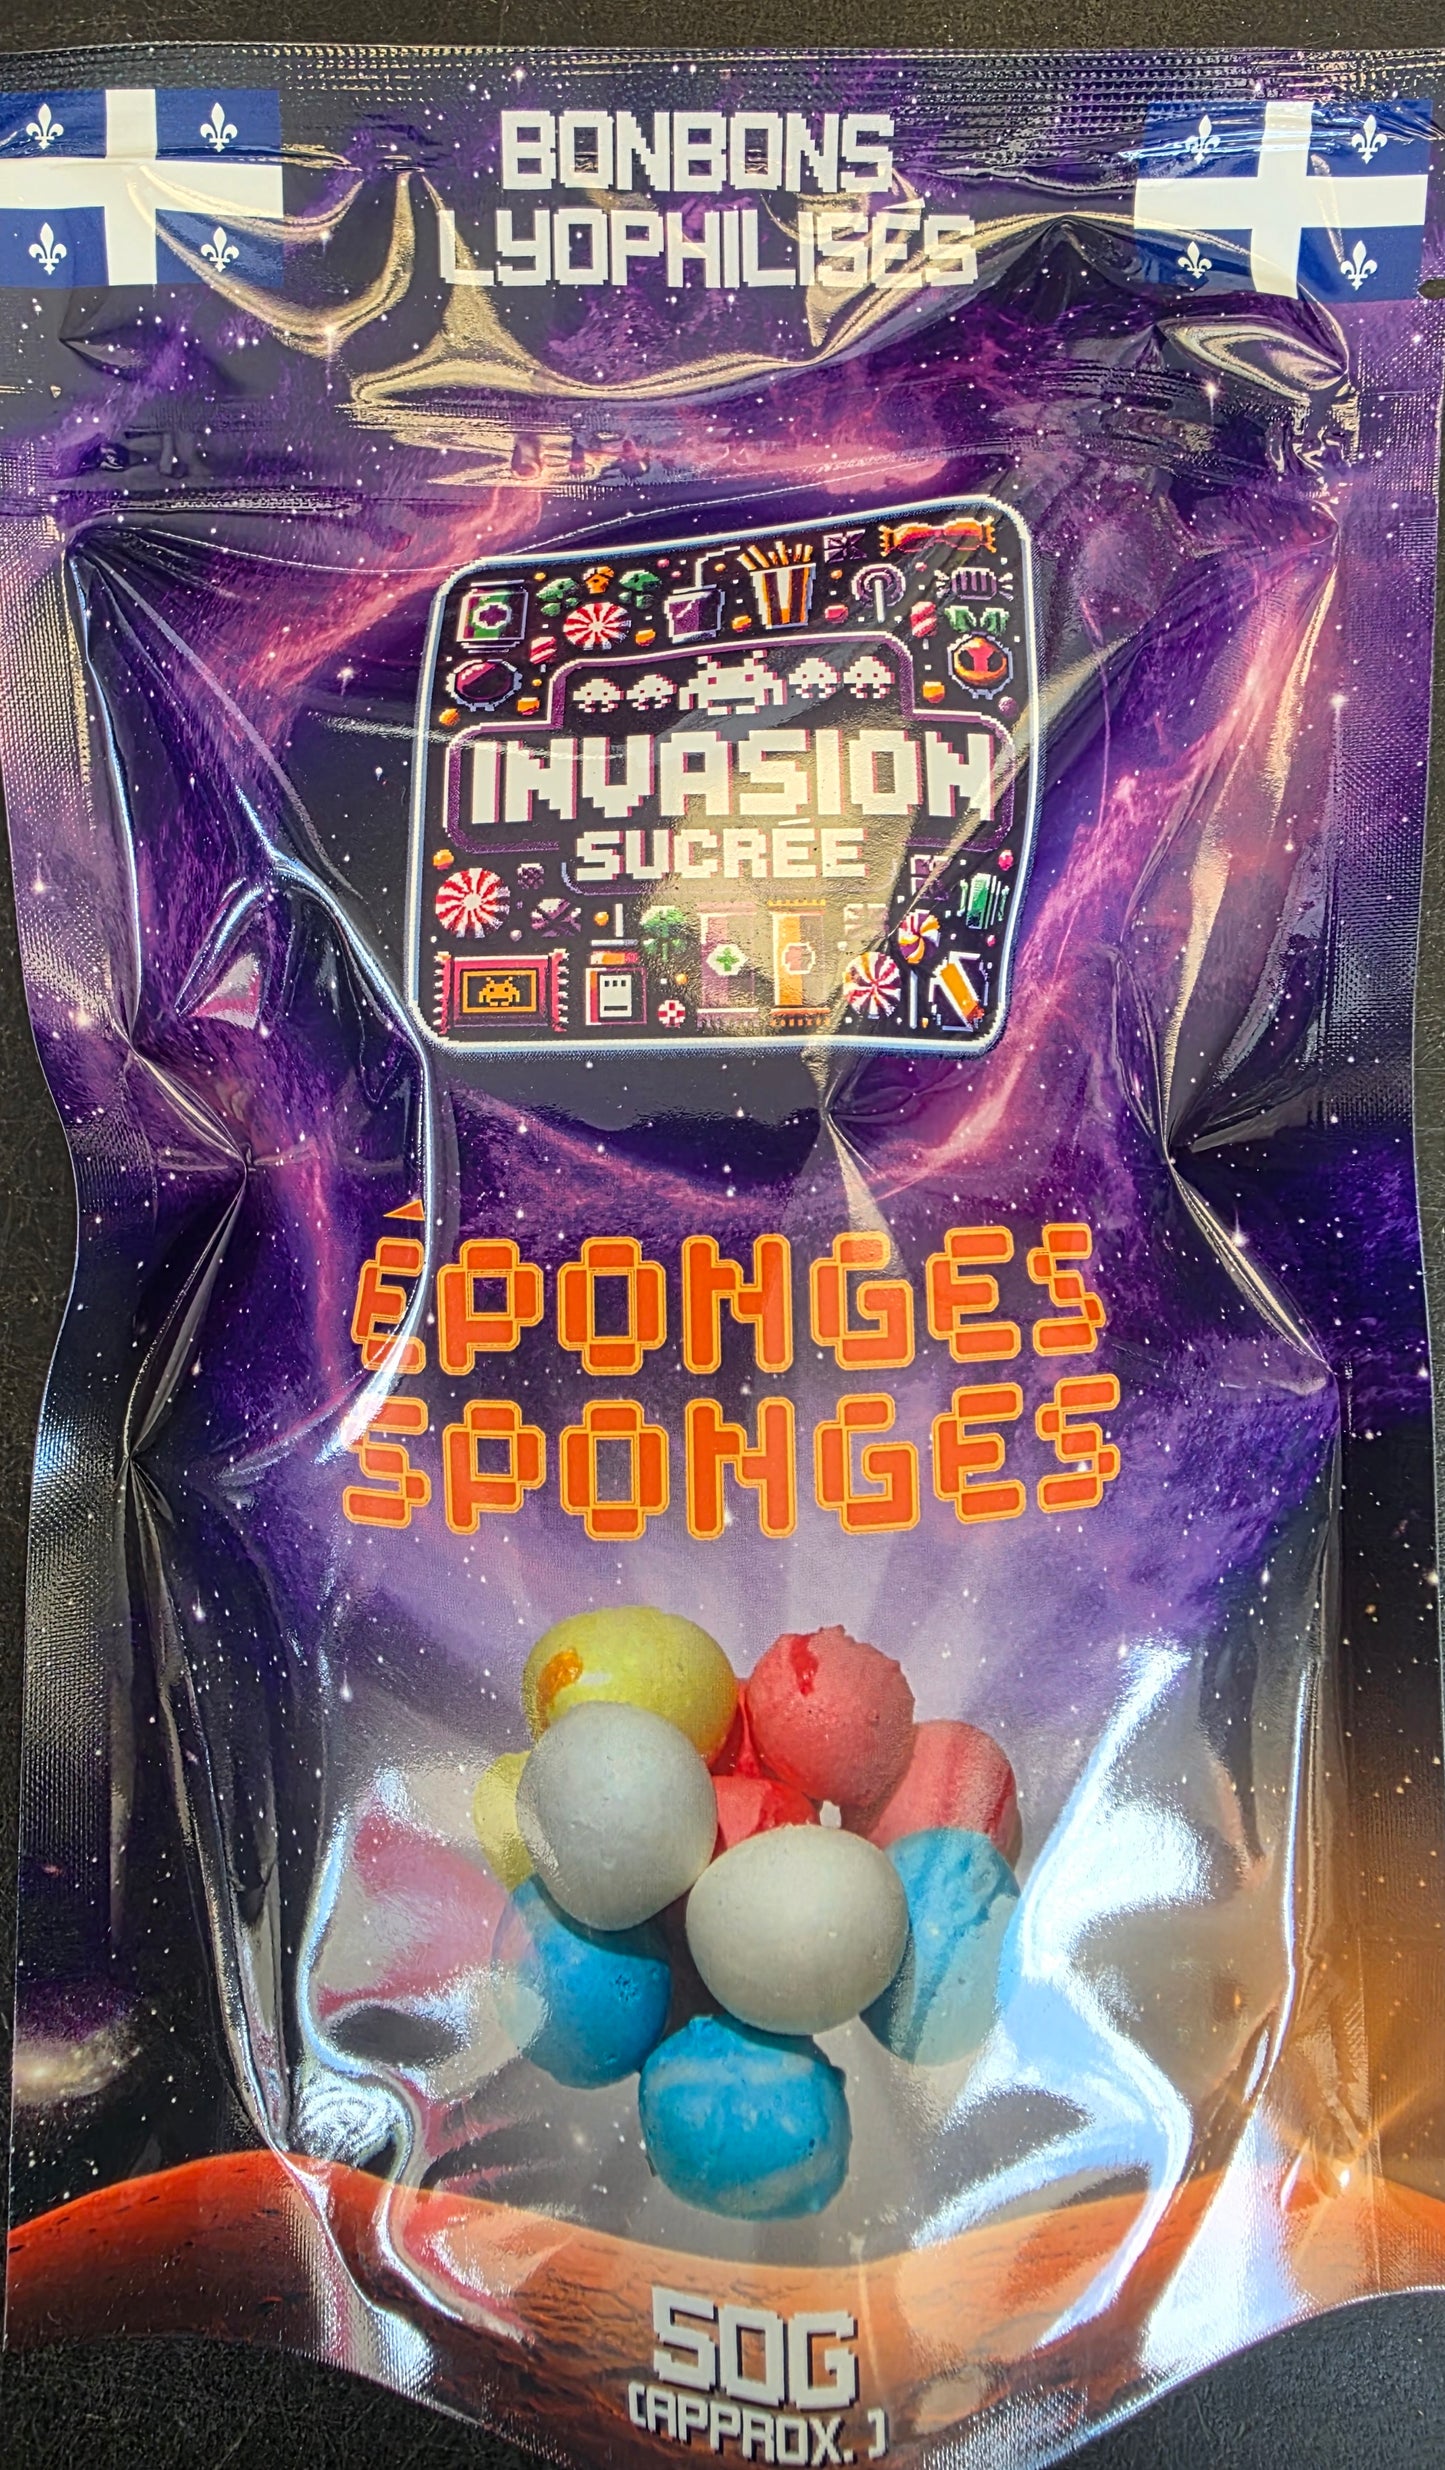 BONBONS
LYOPHILISÉS
INVASION
SUCRÉE
ÉPONGES
SPONGES
50G
(APPROX.)